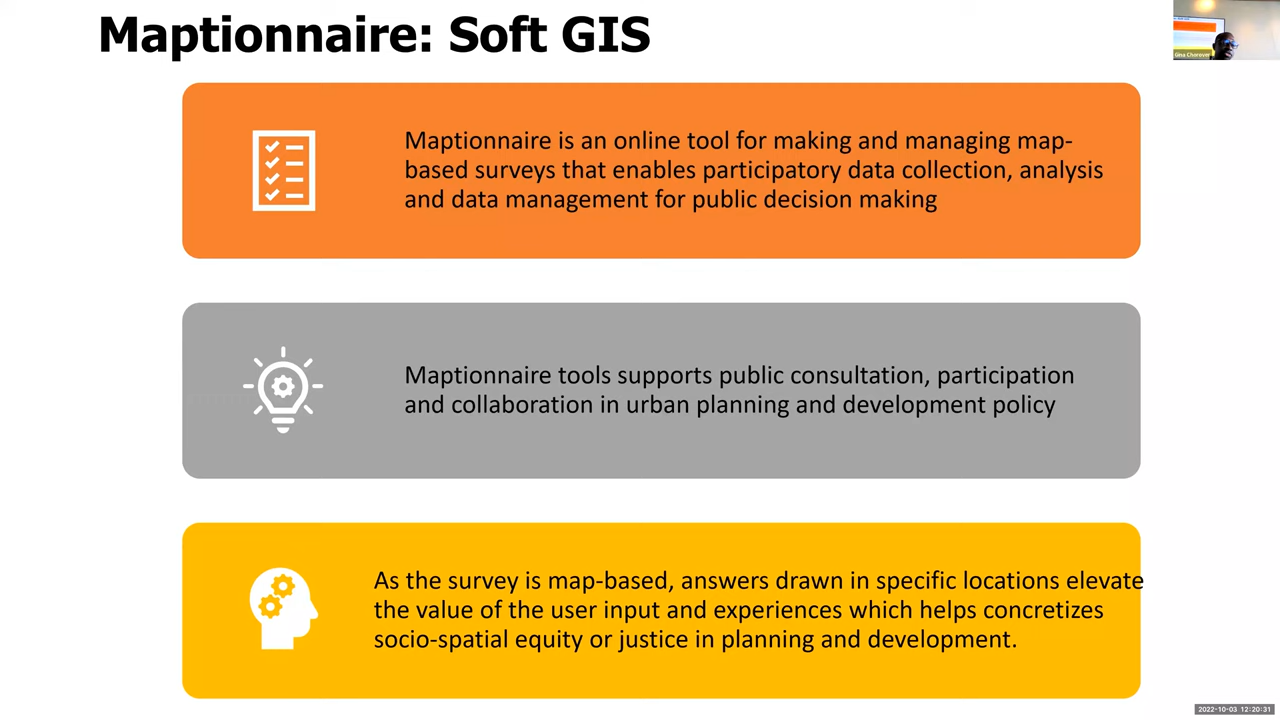 Maptionnaire: Soft GIS
Maptionnaire is an online tool for making and managing map-
based surveys that enables participatory data collection, analysis
and data management for public decision making
Maptionnaire tools supports public consultation, participation
and collaboration in urban planning and development policy
As the survey is map-based, answers drawn in specific locations elevate
the value of the user input and experiences which helps concretizes
socio-spatial equity or justice in planning and development.
2022-10-03 12:20:31